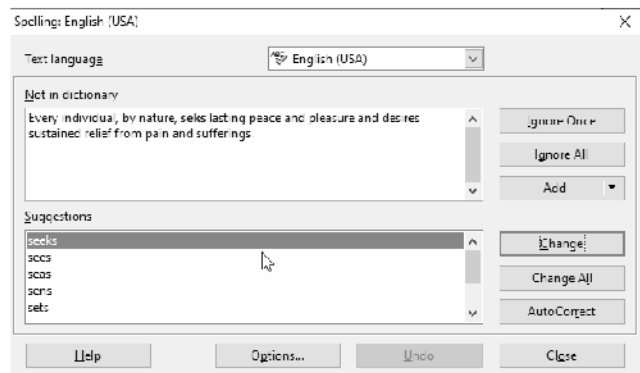 Spelling: English (USA)
Text language
English (USA)
Not in dictionary
Every individual, by nature, seks lasting peace and pleasure and desires
sustained relief from pain and sufferings.
Ignore Once
Ignore All
Add
Suggestions
seeks
sees
seas
sens
sets
Change
Change All
AutoCorrect
Help
Options...
Undo
Close